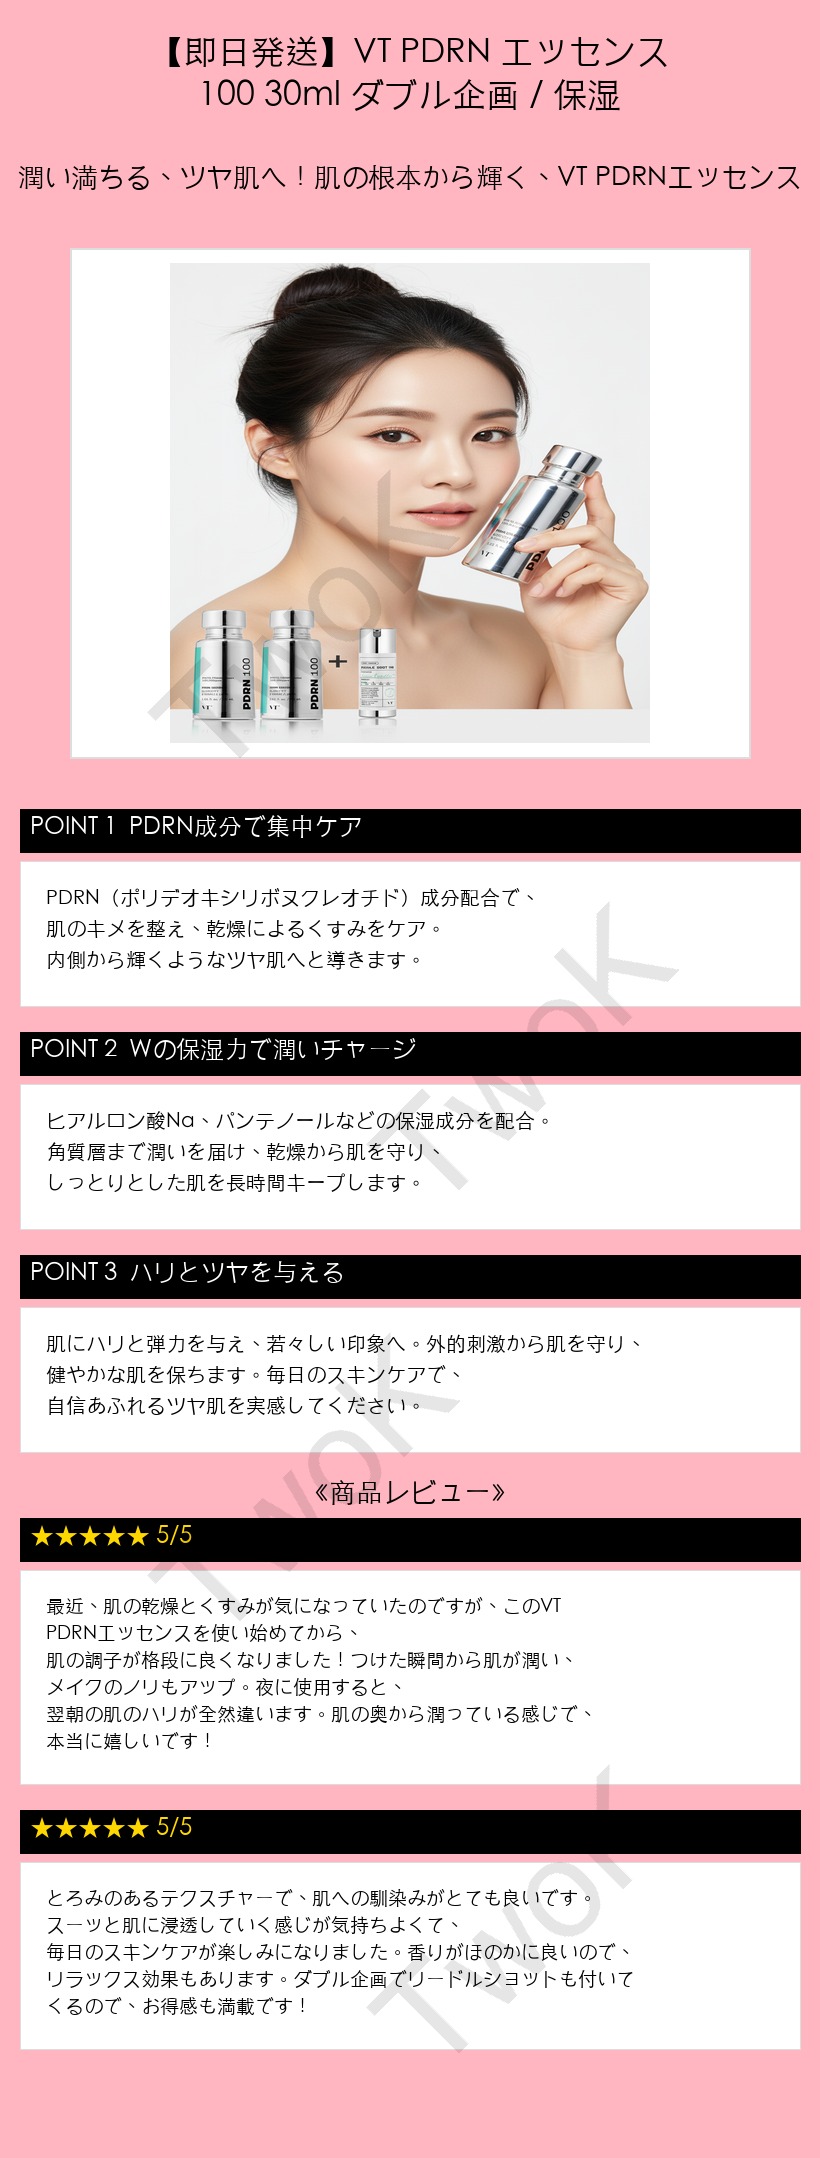 【即日発送】VT PDRN エッセンス
100 30ml ダブル企画 / 保湿
潤い満ちる、ツヤ肌へ！肌の根本から輝く、VT PDRNエッセンス
PDRN 100
VT
PDRN 100
VT
PDRN 100
VT
+
TwoK
POINT 1 PDRN成分で集中ケア
PDRN（ポリデオキシリボヌクレオチド）成分配合で、
肌のキメを整え、乾燥によるくすみをケア。
内側から輝くようなツヤ肌へと導きます。
TwoK
POINT 2 Wの保湿力で潤いチャージ
ヒアルロン酸Na、パンテノールなどの保湿成分を配合。
角質層まで潤いを届け、乾燥から肌を守り、
しっとりとした肌を長時間キープします。
POINT 3 ハリとツヤを与える
肌にハリと弾力を与え、若々しい印象へ。外的刺激から肌を守り、
健やかな肌を保ちます。毎日のスキンケアで、
自信あふれるツヤ肌を実感してください。
TwoK
《商品レビュー》
★★★★★ 5/5
最近、肌の乾燥とくすみが気になっていたのですが、このVT
PDRNエッセンスを使い始めてから、
肌の調子が格段に良くなりました！つけた瞬間から肌が潤い、
メイクのノリもアップ。夜に使用すると、
翌朝の肌のハリが全然違います。肌の奥から潤っている感じで、
本当に嬉しいです！
★★★★★ 5/5
とろみのあるテクスチャーで、肌への馴染みがとても良いです。
スーッと肌に浸透していく感じが気持ちよくて、
毎日のスキンケアが楽しみになりました。香りがほのかに良いので、
リラックス効果もあります。ダブル企画でリードルショットも付いて
くるので、お得感も満載です！
TwoK